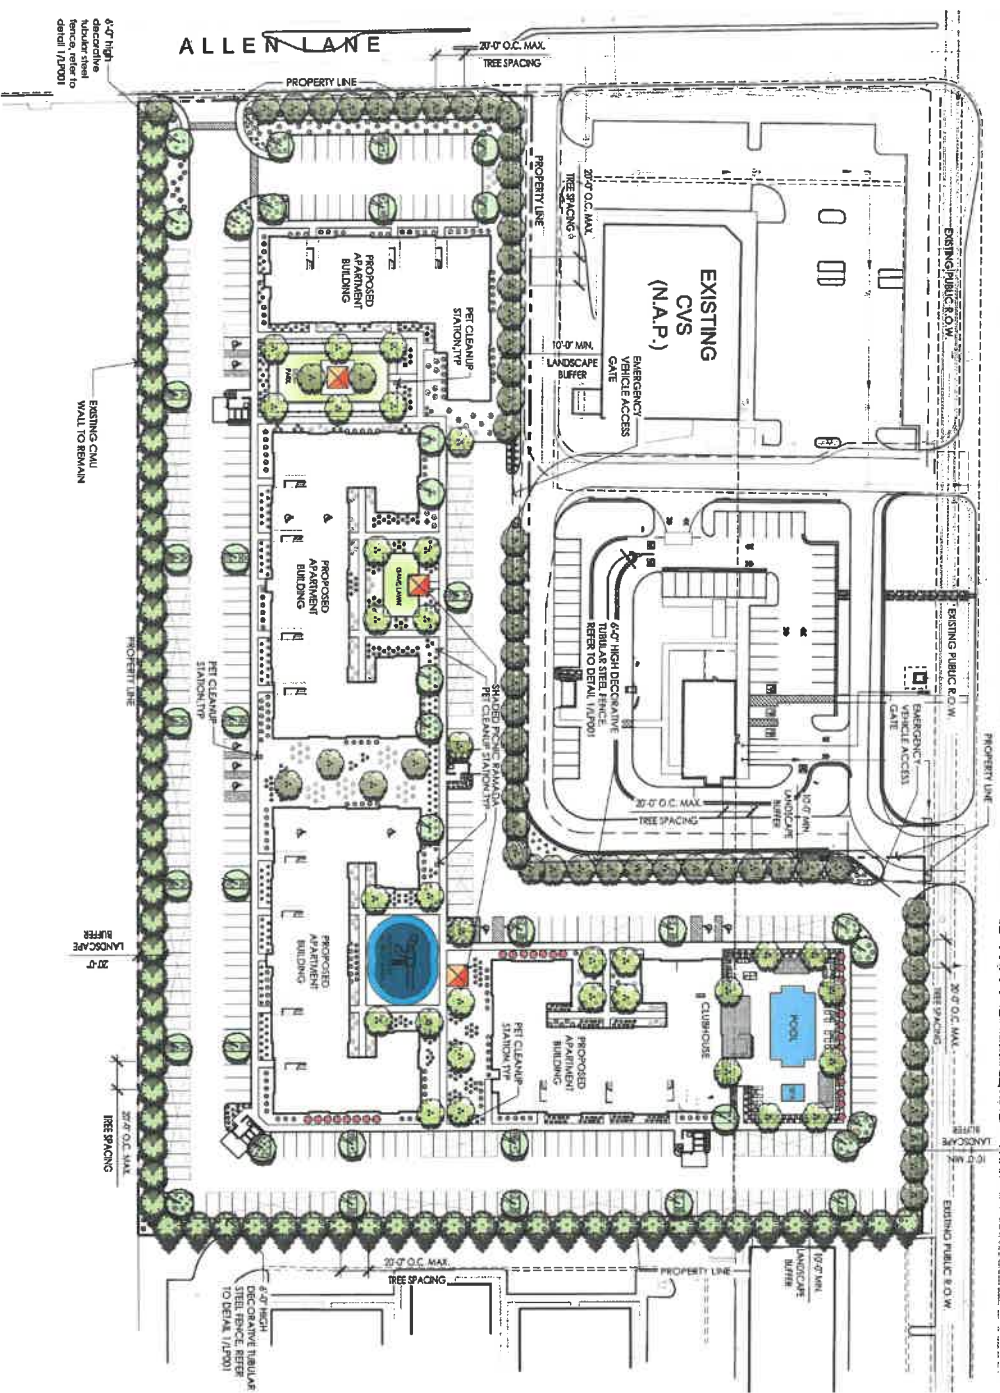 ALLEN LANE
6'-0" high
decorative
tubular steel
fence, refer to
detail 1/LP001
PROPERTY LINE
20'-0" O.C. MAX.
TREE SPACING
PROPERTY LINE
20'-0" O.C. MAX.
TREE SPACING
EXISTING PUBLIC R.O.W.
EXISTING
CVS
(N.A.P.)
PROPOSED
APARTMENT
BUILDING
PET CLEANUP
STATION,TYP
10'-0" MIN.
LANDSCAPE
BUFFER
EMERGENCY
VEHICLE ACCESS
GATE
PARK
EXISTING CMU
WALL TO REMAIN
PROPOSED
APARTMENT
BUILDING
GAME LAWN
6'-0" HIGH DECORATIVE
TUBULAR STEEL FENCE.
REFER TO DETAIL 1/LP001
EXISTING PUBLIC R.O.W.
EMERGENCY
VEHICLE ACCESS
GATE
PROPERTY LINE
PROPERTY LINE
PET CLEANUP
STATION,TYP
SHADED PICNIC RAMADA
PET CLEANUP STATION,TYP
20'-0" O.C. MAX.
TREE SPACING
10'-0" MIN
LANDSCAPE
BUFFER
20'-0"
LANDSCAPE
BUFFER
PROPOSED
APARTMENT
BUILDING
PET CLEANUP
STATION,TYP
PROPOSED
APARTMENT
BUILDING
CLUBHOUSE
POOL
SPA
20'-0" O.C. MAX.
TREE SPACING
10'-0" MIN.
LANDSCAPE
BUFFER
20'-0" O.C. MAX.
TREE SPACING
EXISTING PUBLIC R.O.W.
20'-0" O.C. MAX.
TREE SPACING
PROPERTY LINE
10'-0" MIN
LANDSCAPE
BUFFER
6'-0" HIGH
DECORATIVE TUBULAR
STEEL FENCE, REFER
TO DETAIL 1/LP001